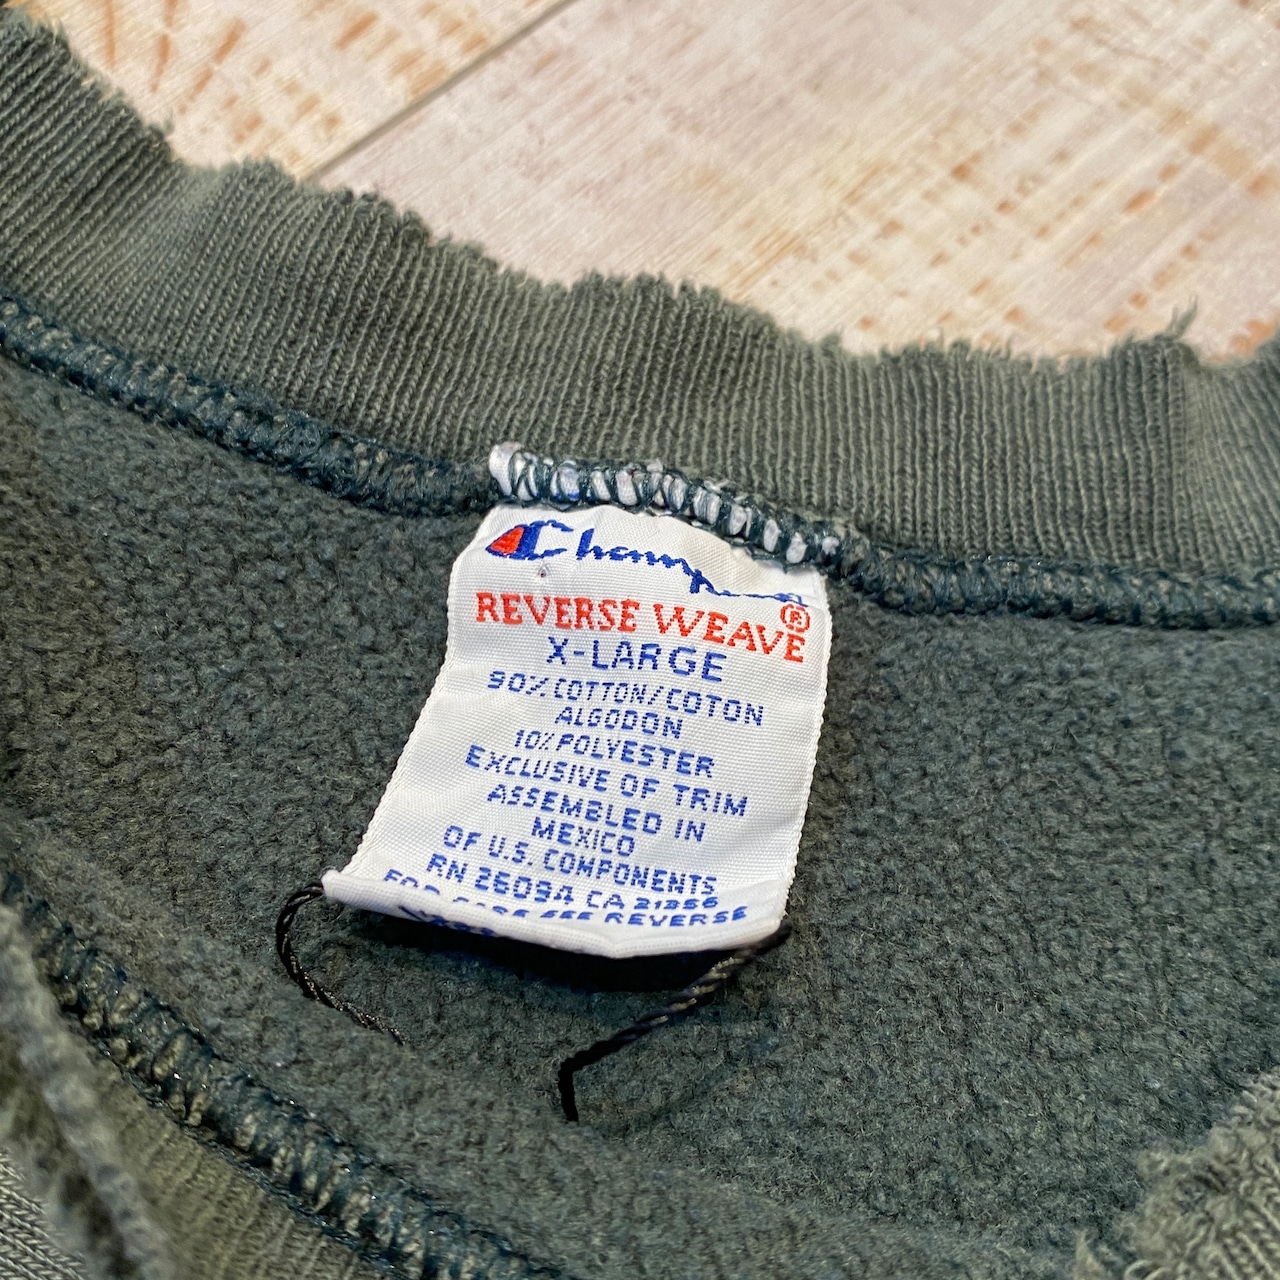 Champion
REVERSE WEAVE®
X-LARGE
90% COTTON/COTON
ALGODON
10% POLYESTER
EXCLUSIVE OF TRIM
ASSEMBLED IN
MEXICO
OF U.S. COMPONENTS
RN 26094 CA 21356
FOR CARE SEE REVERSE